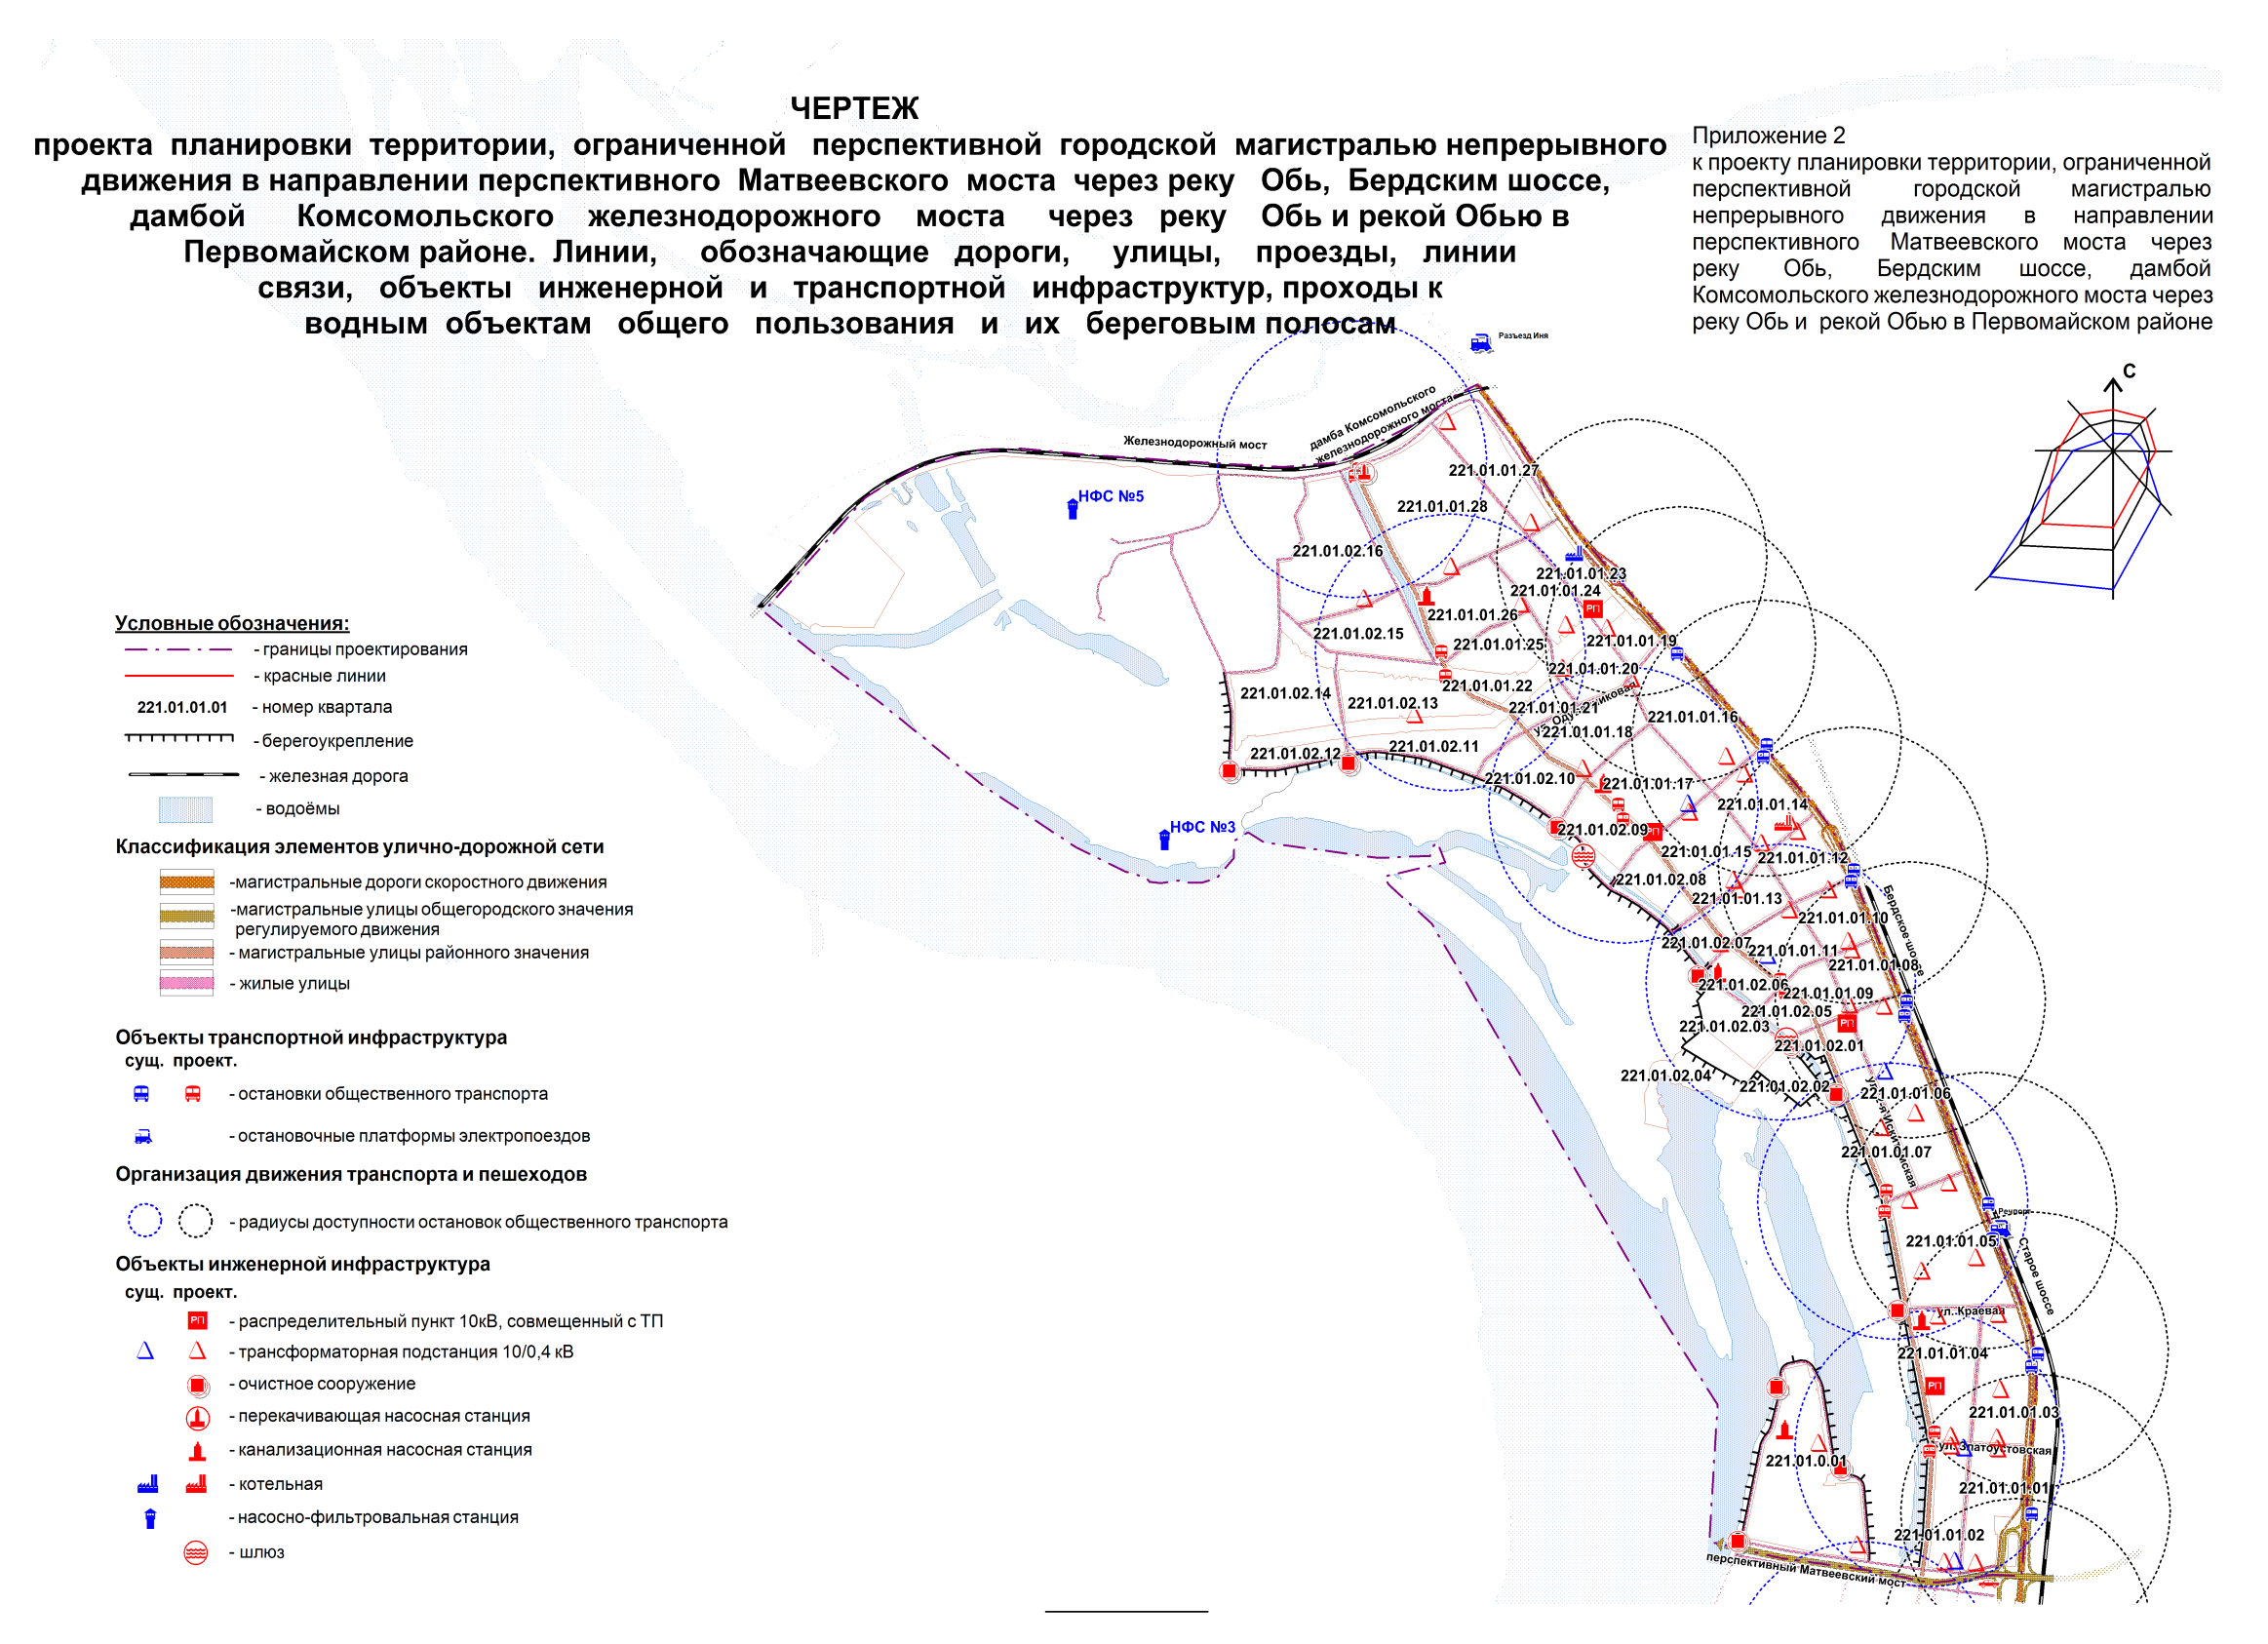 ЧЕРТЕЖ
проекта планировки территории, ограниченной перспективной городской магистралью непрерывного
движения в направлении перспективного Матвеевского моста через реку Обь, Бердским шоссе,
дамбой Комсомольского железнодорожного моста через реку Обь и рекой Обью в
Первомайском районе. Линии, обозначающие дороги, улицы, проезды, линии
связи, объекты инженерной и транспортной инфраструктур, проходы к
водным объектам общего пользования и их береговым полосам
Приложение 2
к проекту планировки территории, ограниченной
перспективной городской магистралью
непрерывного движения в направлении
перспективного Матвеевского моста через
реку Обь, Бердским шоссе, дамбой
Комсомольского железнодорожного моста через
реку Обь и рекой Обью в Первомайском районе
С
Разъезд Иня
дамба Комсомольского
железнодорожного моста
Железнодорожный мост
НФС №5
НФС №3
221.01.01.27
221.01.01.28
221.01.02.16
221.01.01.23
221.01.01.24
РП
221.01.01.26
221.01.02.15
221.01.01.25
221.01.01.19
221.01.01.20
221.01.01.22
221.01.02.14
221.01.02.13
221.01.01.21
221.01.01.16
221.01.01.18
221.01.02.12
221.01.02.11
221.01.02.10
221.01.01.17
221.01.01.14
221.01.02.09
РП
221.01.01.15
221.01.01.12
221.01.02.08
221.01.01.13
221.01.01.10
Бердское шоссе
221.01.02.07
221.01.01.11
221.01.01.08
221.01.02.06
221.01.01.09
221.01.02.05
РП
221.01.02.03
221.01.02.01
221.01.02.04
221.01.02.02
221.01.01.06
221.01.01.07
Реупорт
221.01.01.05
Старое шоссе
ул. Краевая
221.01.01.04
РП
221.01.01.03
ул. Златоустовская
221.01.0.01
221.01.01.01
221.01.01.02
перспективный Матвеевский мост
Условные обозначения:
- границы проектирования
- красные линии
221.01.01.01 - номер квартала
- берегоукрепление
- железная дорога
- водоёмы
Классификация элементов улично-дорожной сети
-магистральные дороги скоростного движения
-магистральные улицы общегородского значения
регулируемого движения
- магистральные улицы районного значения
- жилые улицы
Объекты транспортной инфраструктура
сущ. проект.
- остановки общественного транспорта
- остановочные платформы электропоездов
Организация движения транспорта и пешеходов
- радиусы доступности остановок общественного транспорта
Объекты инженерной инфраструктура
сущ. проект.
РП - распределительный пункт 10кВ, совмещенный с ТП
- трансформаторная подстанция 10/0,4 кВ
- очистное сооружение
- перекачивающая насосная станция
- канализационная насосная станция
- котельная
- насосно-фильтровальная станция
- шлюз